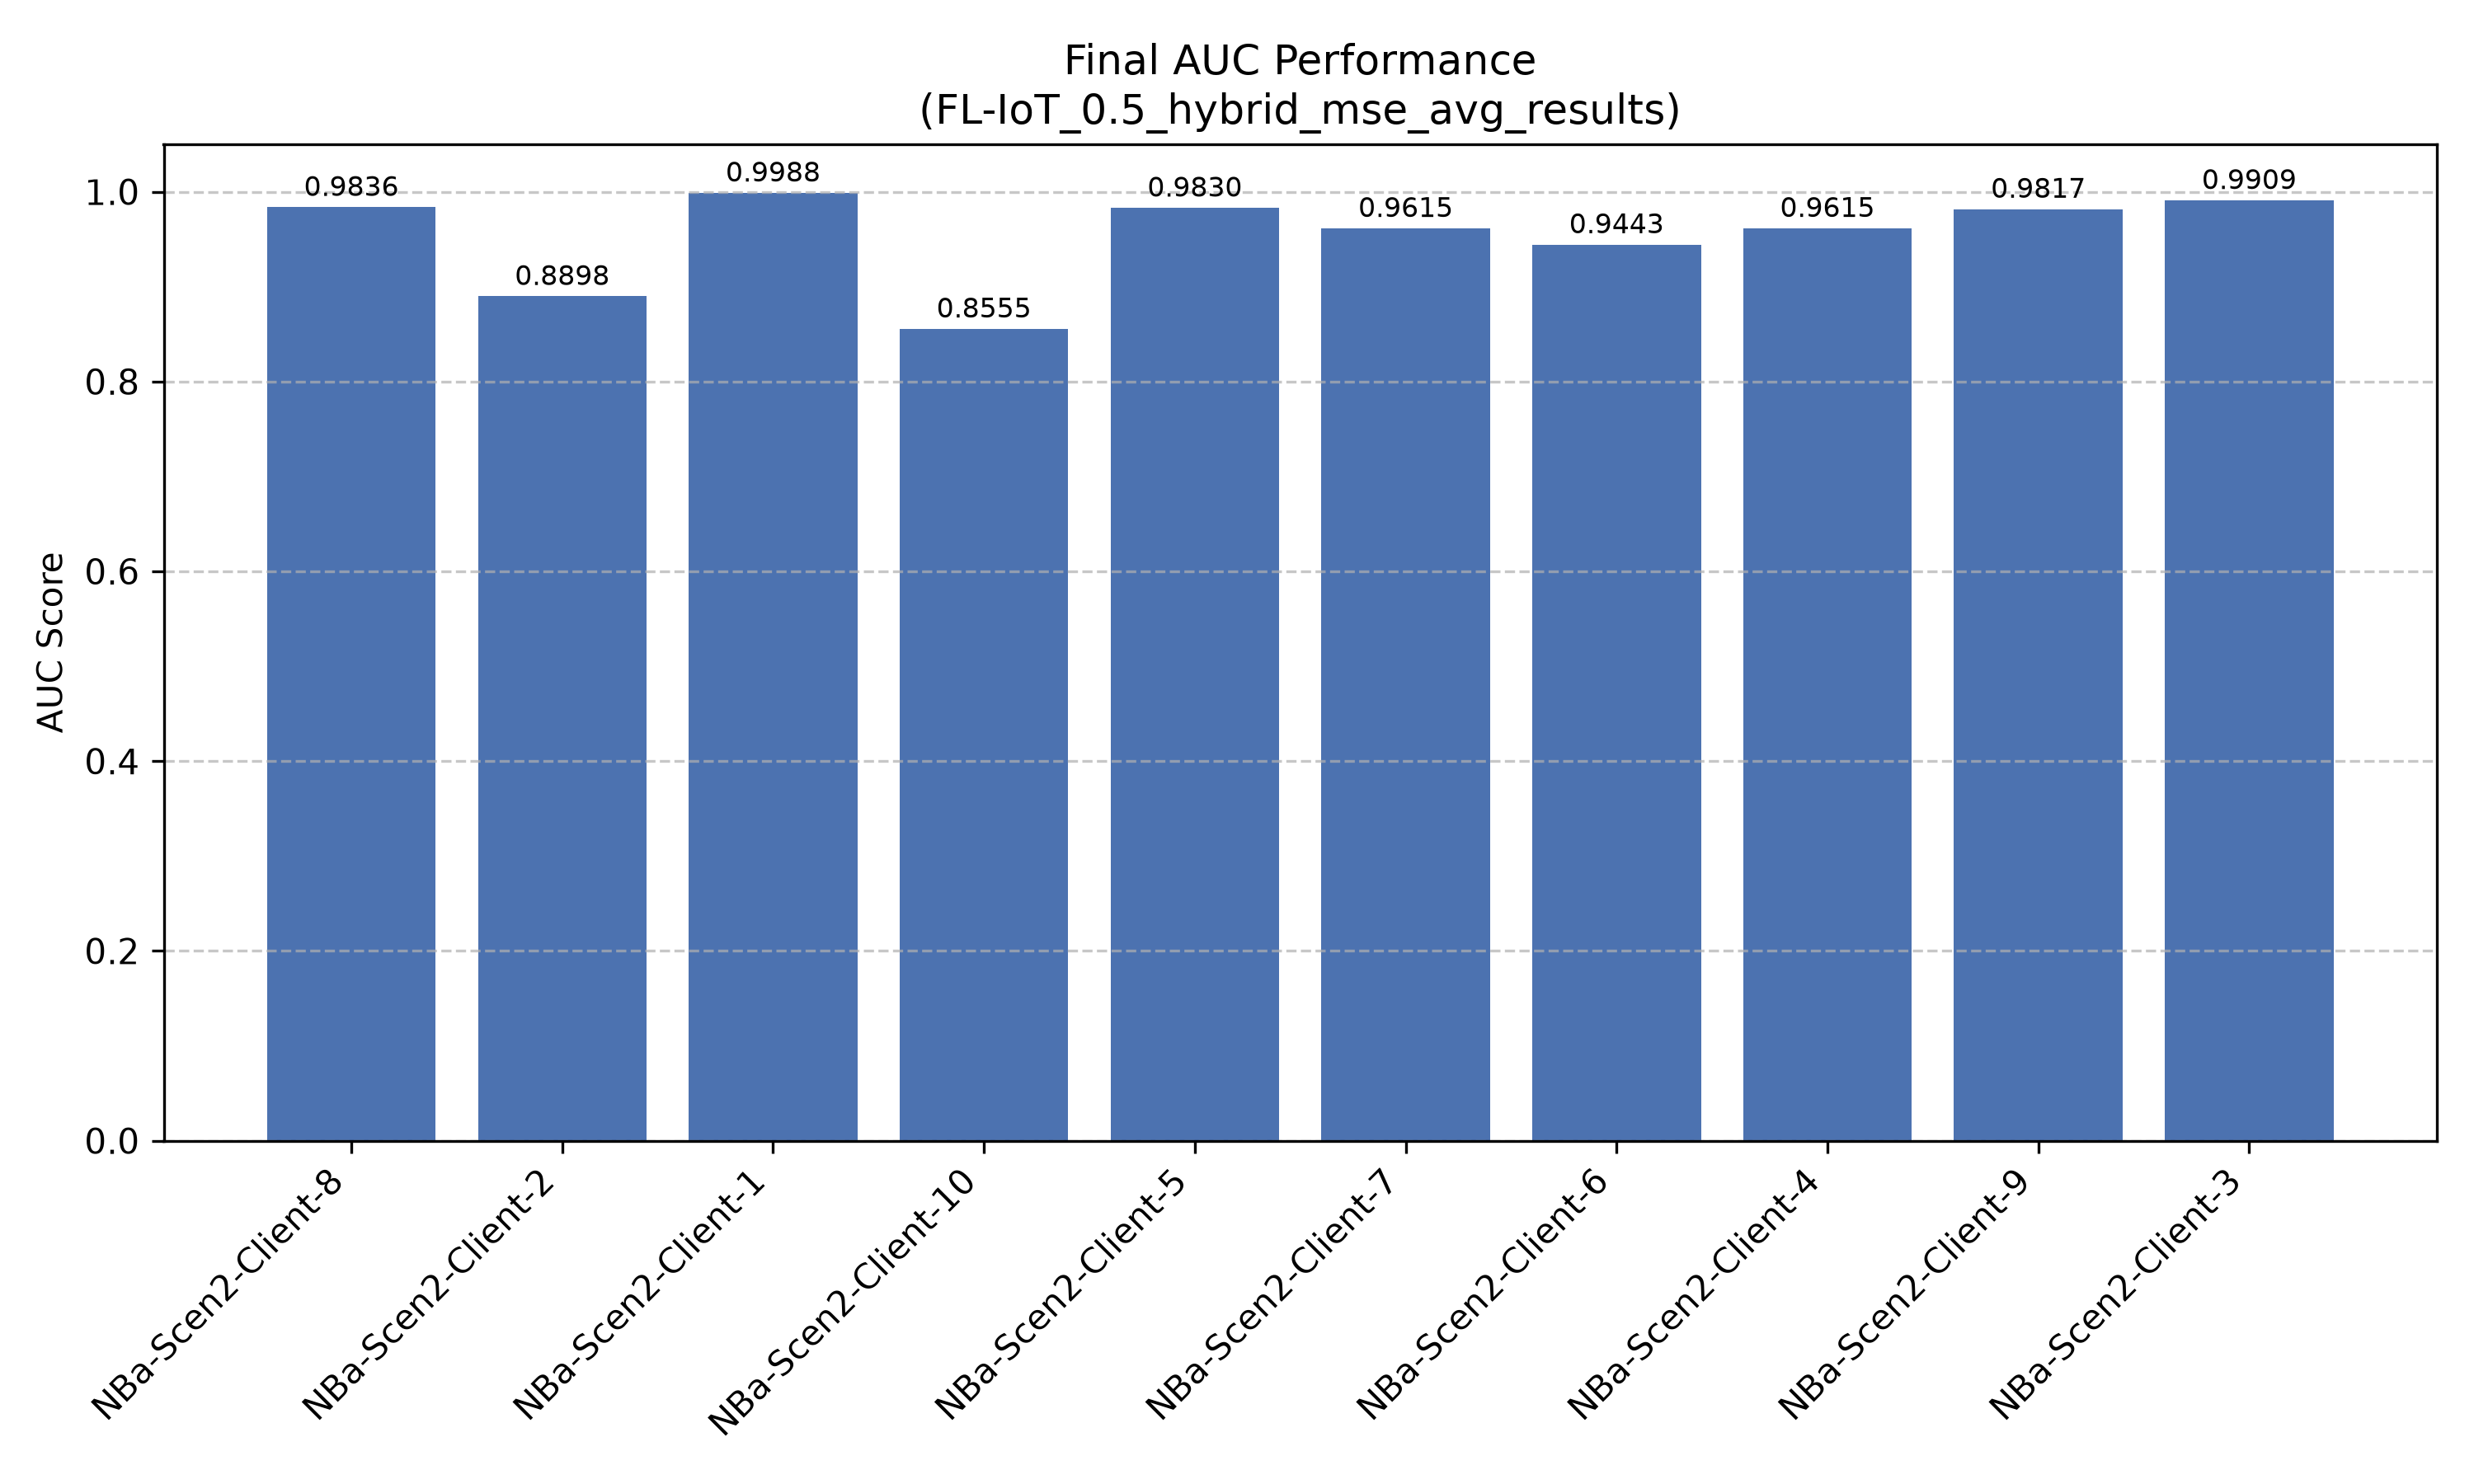 Final AUC Performance
(FL-IoT_0.5_hybrid_mse_avg_results)
AUC Score
1.0
0.8
0.6
0.4
0.2
0.0
0.9836
0.8898
0.9988
0.8555
0.9830
0.9615
0.9443
0.9615
0.9817
0.9909
NBa-Scen2-Client-8
NBa-Scen2-Client-2
NBa-Scen2-Client-1
NBa-Scen2-Client-10
NBa-Scen2-Client-5
NBa-Scen2-Client-7
NBa-Scen2-Client-6
NBa-Scen2-Client-4
NBa-Scen2-Client-9
NBa-Scen2-Client-3